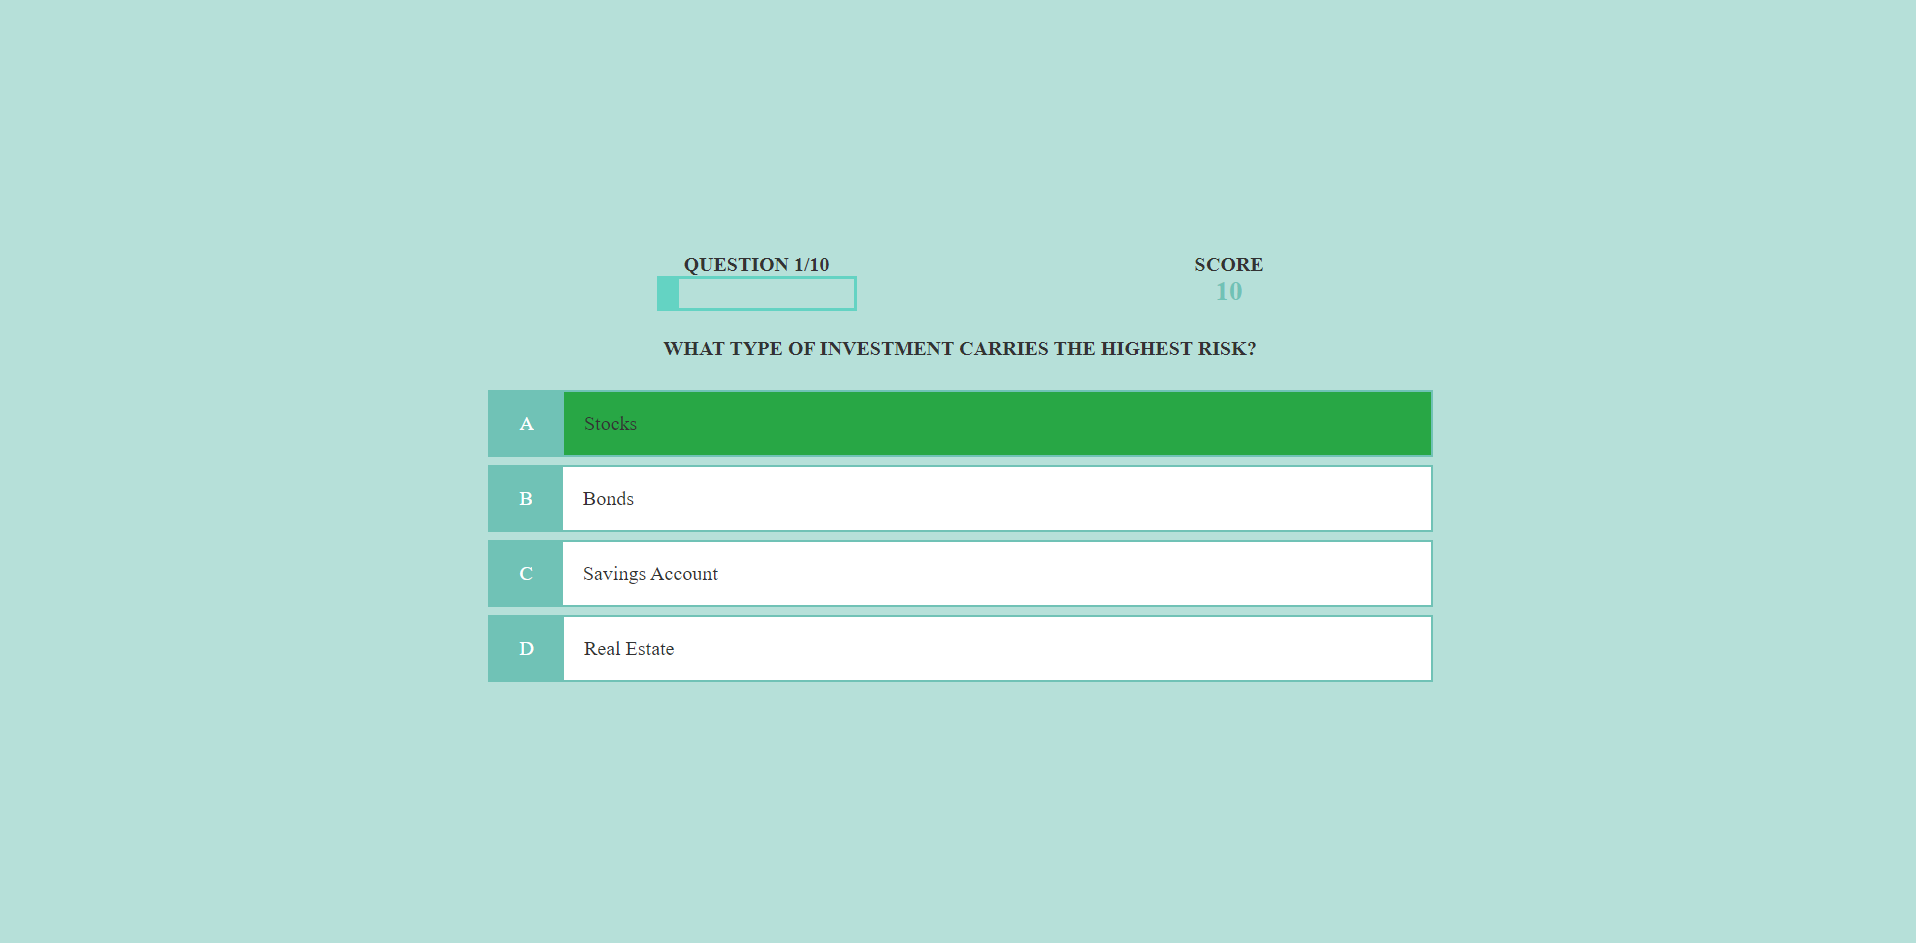 QUESTION 1/10
SCORE
10
WHAT TYPE OF INVESTMENT CARRIES THE HIGHEST RISK?
A Stocks
B Bonds
C Savings Account
D Real Estate